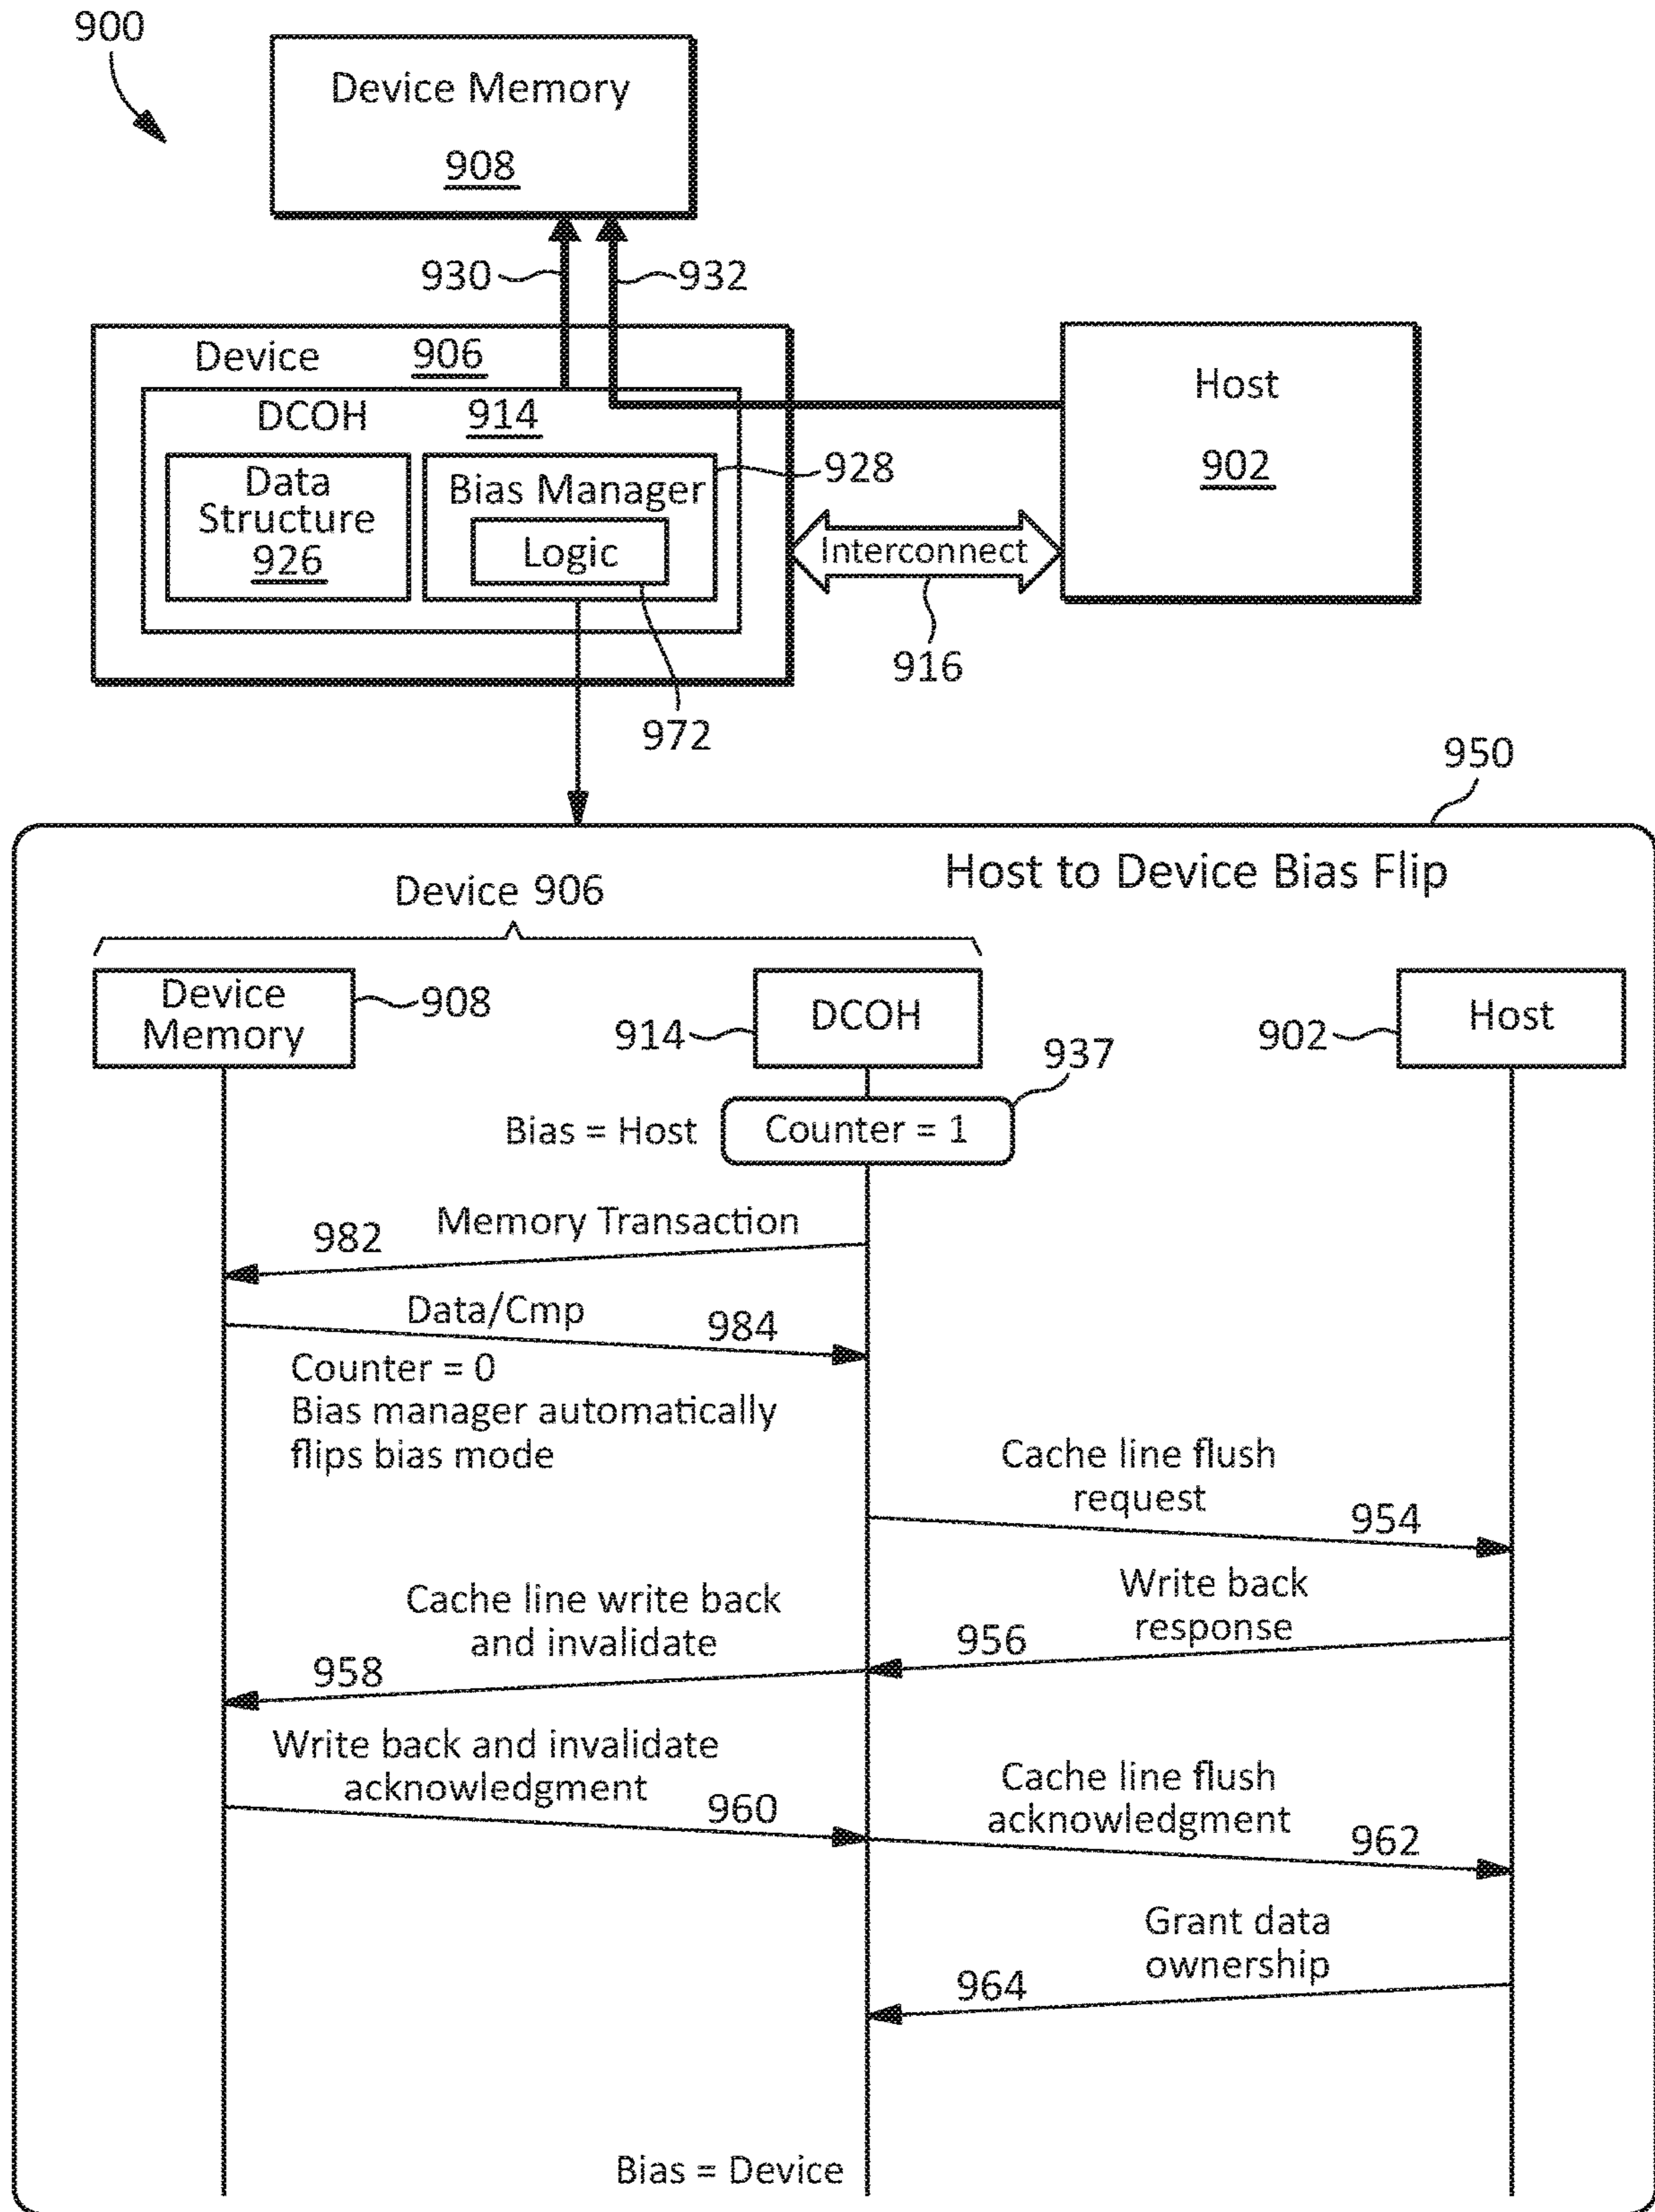 900
Device Memory
908
930
932
Device 906
DCOH 914
Data
Structure
926
Bias Manager
Logic
928
Interconnect
916
Host
902
972
950
Host to Device Bias Flip
Device 906
Device
Memory
908
914
DCOH
902
Host
937
Bias = Host
Counter = 1
Memory Transaction
982
Data/Cmp
984
Counter = 0
Bias manager automatically
flips bias mode
Cache line flush
request
954
Write back
response
956
Cache line write back
and invalidate
958
Write back and invalidate
acknowledgment
960
Cache line flush
acknowledgment
962
Grant data
ownership
964
Bias = Device